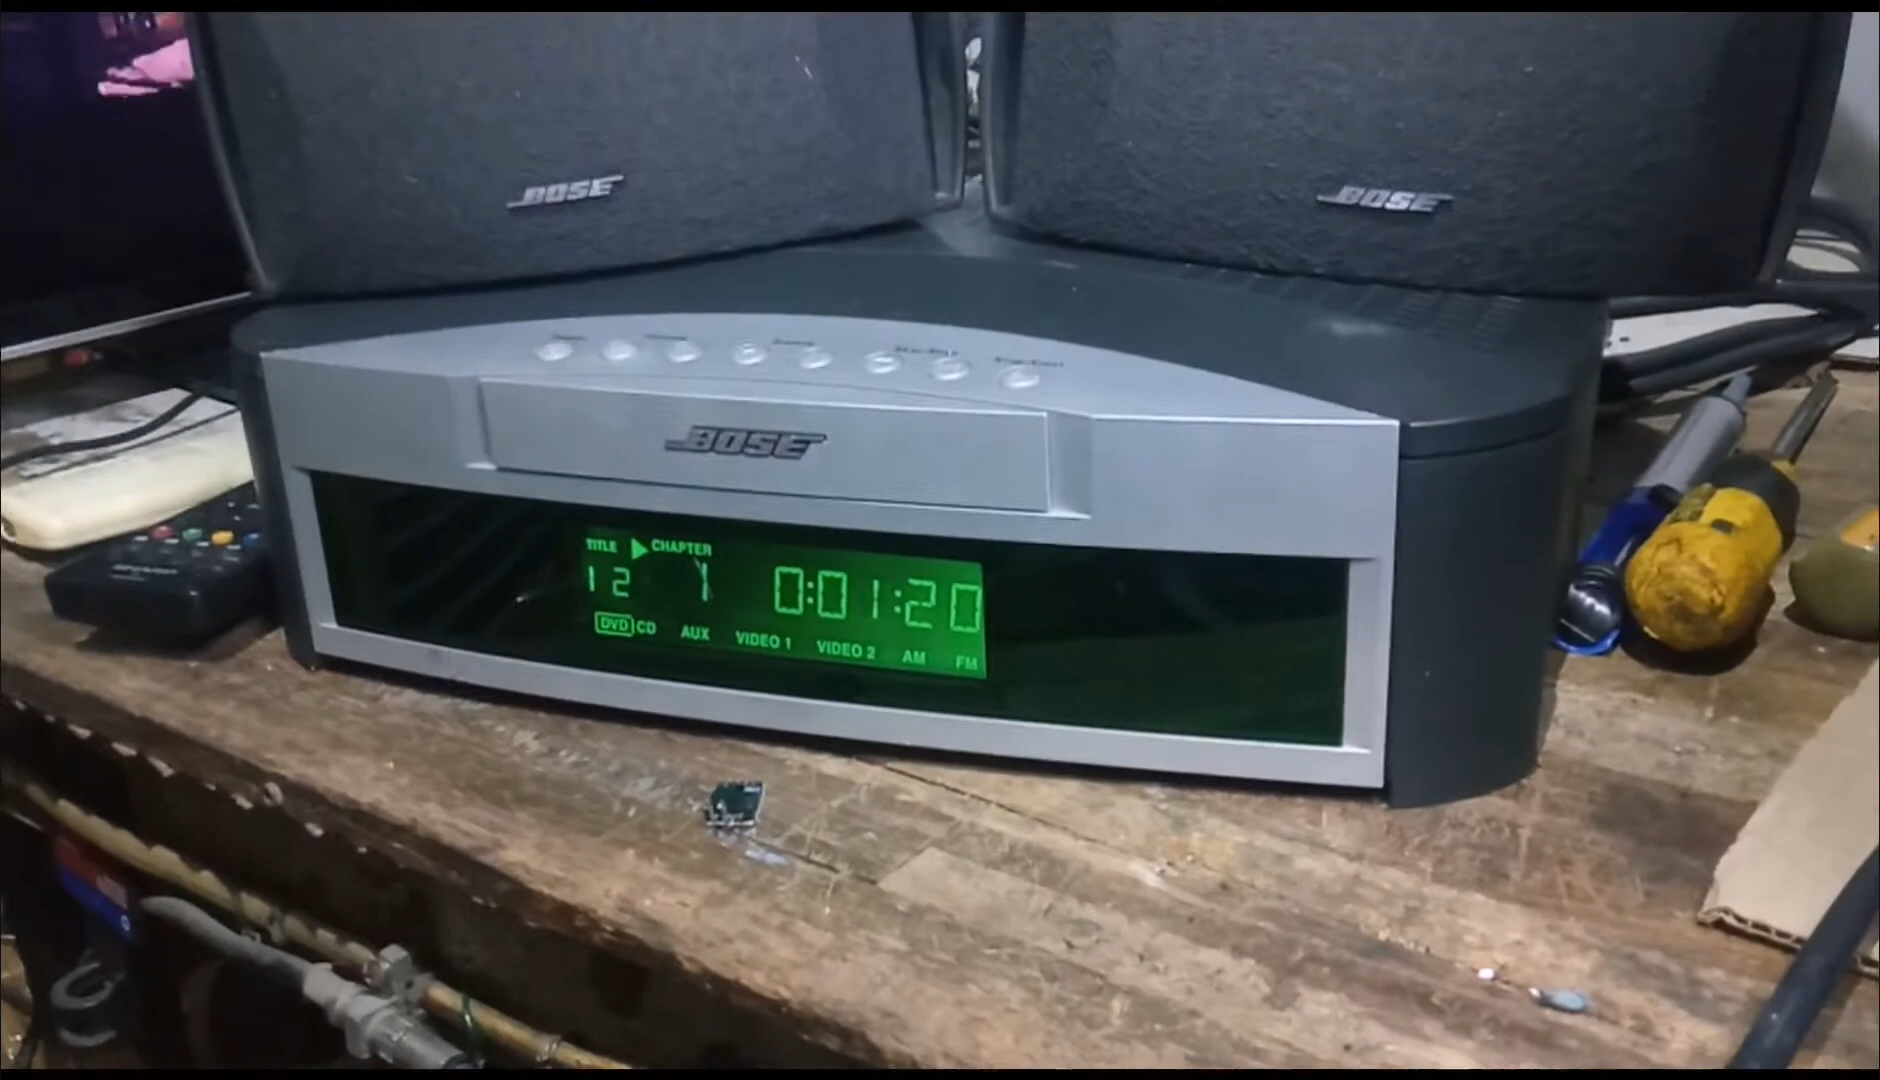 BOSE
BOSE
BOSE
TITLE CHAPTER
12 1 0:01:20
DVD CD AUX VIDEO 1 VIDEO 2 AM FM